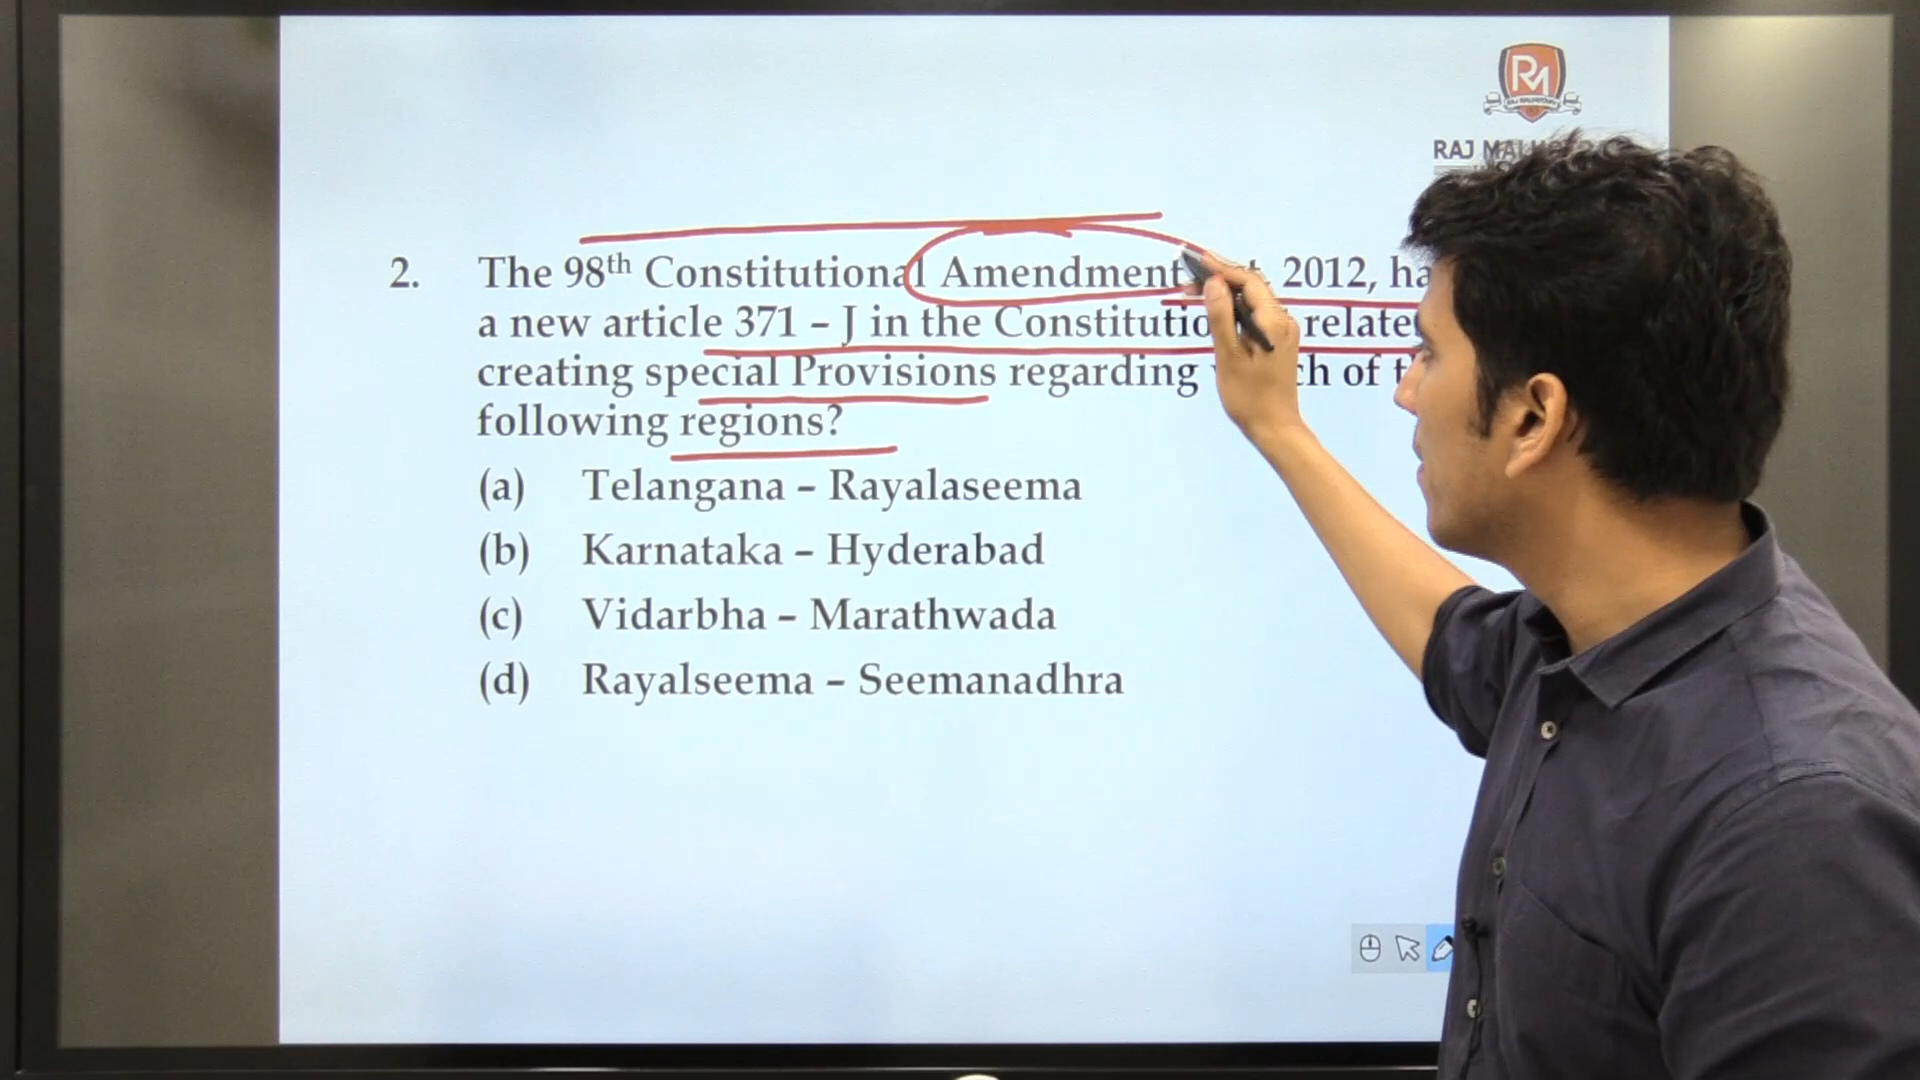 RAJ MAL
2. The 98th Constitutional Amendment 2012, ha
a new article 371 – J in the Constitutio relate
creating special Provisions regarding ch of t
following regions?
(a) Telangana – Rayalaseema
(b) Karnataka – Hyderabad
(c) Vidarbha – Marathwada
(d) Rayalseema – Seemanadhra